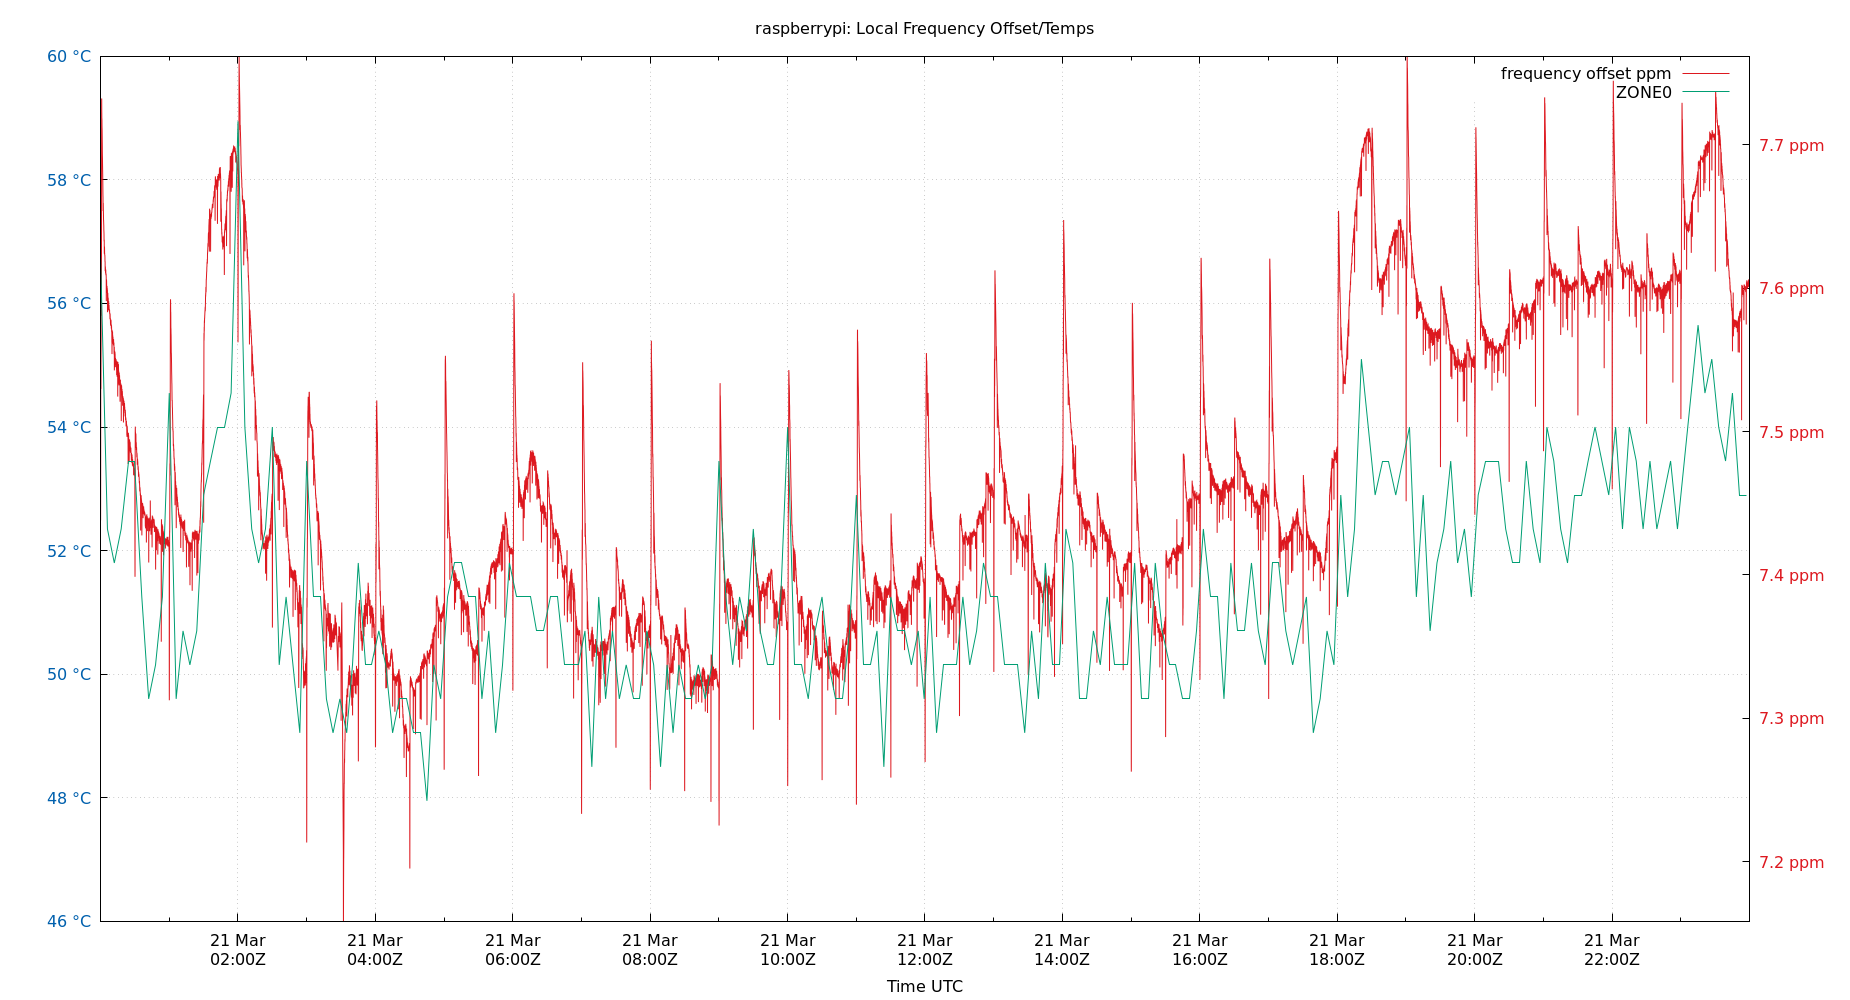 raspberrypi: Local Frequency Offset/Temps
60 °C
58 °C
56 °C
54 °C
52 °C
50 °C
48 °C
46 °C
frequency offset ppm
ZONE0
7.7 ppm
7.6 ppm
7.5 ppm
7.4 ppm
7.3 ppm
7.2 ppm
21 Mar
02:00Z
21 Mar
04:00Z
21 Mar
06:00Z
21 Mar
08:00Z
21 Mar
10:00Z
21 Mar
12:00Z
21 Mar
14:00Z
21 Mar
16:00Z
21 Mar
18:00Z
21 Mar
20:00Z
21 Mar
22:00Z
Time UTC